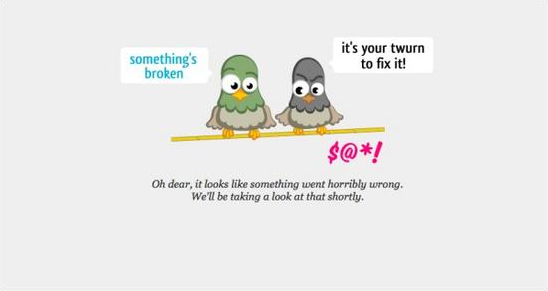 something's
broken
it's your twurn
to fix it!
$@*!
Oh dear, it looks like something went horribly wrong.
We'll be taking a look at that shortly.